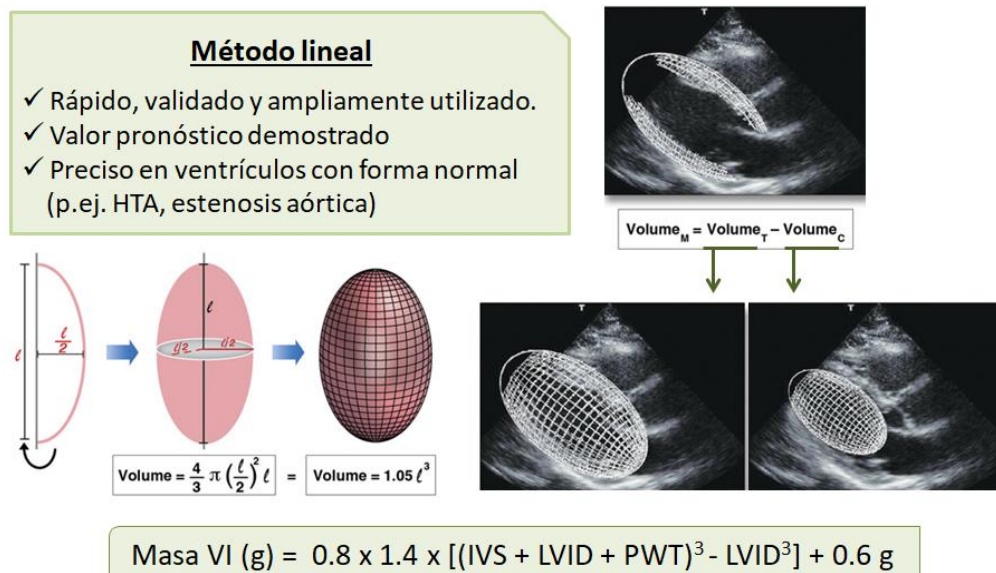 Método lineal
✓ Rápido, validado y ampliamente utilizado.
✓ Valor pronóstico demostrado
✓ Preciso en ventrículos con forma normal
(p.ej. HTA, estenosis aórtica)
T
Volume_M = Volume_T – Volume_C
ℓ
ℓ/2
ℓ
ℓ/2
ℓ/2
T
T
Volume = 4/3 π (ℓ/2)² ℓ = Volume = 1.05 ℓ³
Masa VI (g) = 0.8 x 1.4 x [(IVS + LVID + PWT)³ - LVID³] + 0.6 g